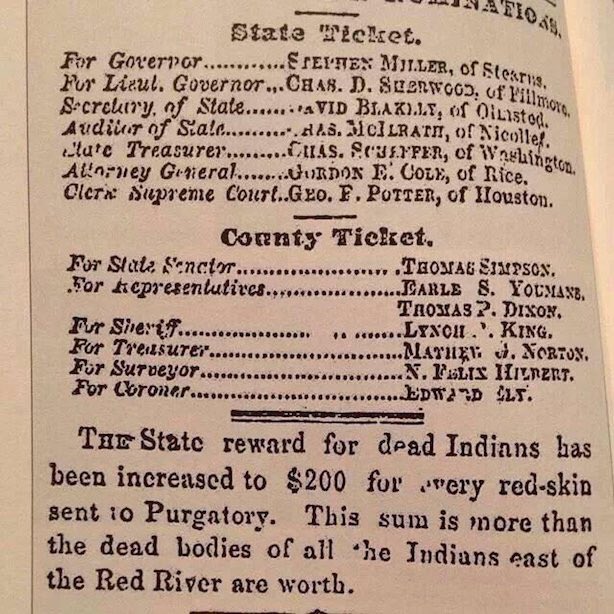 NOMINATIONS.
State Ticket.
For Governor............STEPHEN MILLER, of Stearns.
For Lieut. Governor...CHAS. D. SHERWOOD, of Fillmore.
Secretary of State......DAVID BLAKELY, of Olmsted.
Auditor of State........CHAS. McILRATH, of Nicollet.
State Treasurer.........CHAS. SCHEFFER, of Washington.
Attorney General.......GORDON E. COLE, of Rice.
Clerk Supreme Court..GEO. F. POTTER, of Houston.
County Ticket.
For State Senator.....................THOMAS SIMPSON.
For Representatives.................EARLE S. YOUMANS.
THOMAS P. DIXON.
For Sheriff...............................LYNCH KING.
For Treasurer..........................MATHEW J. NORTON.
For Surveyor...........................N. FELIX HILBERT.
For Coroner............................EDWARD ELY.
THE State reward for dead Indians has
been increased to $200 for every red-skin
sent to Purgatory. This sum is more than
the dead bodies of all the Indians east of
the Red River are worth.